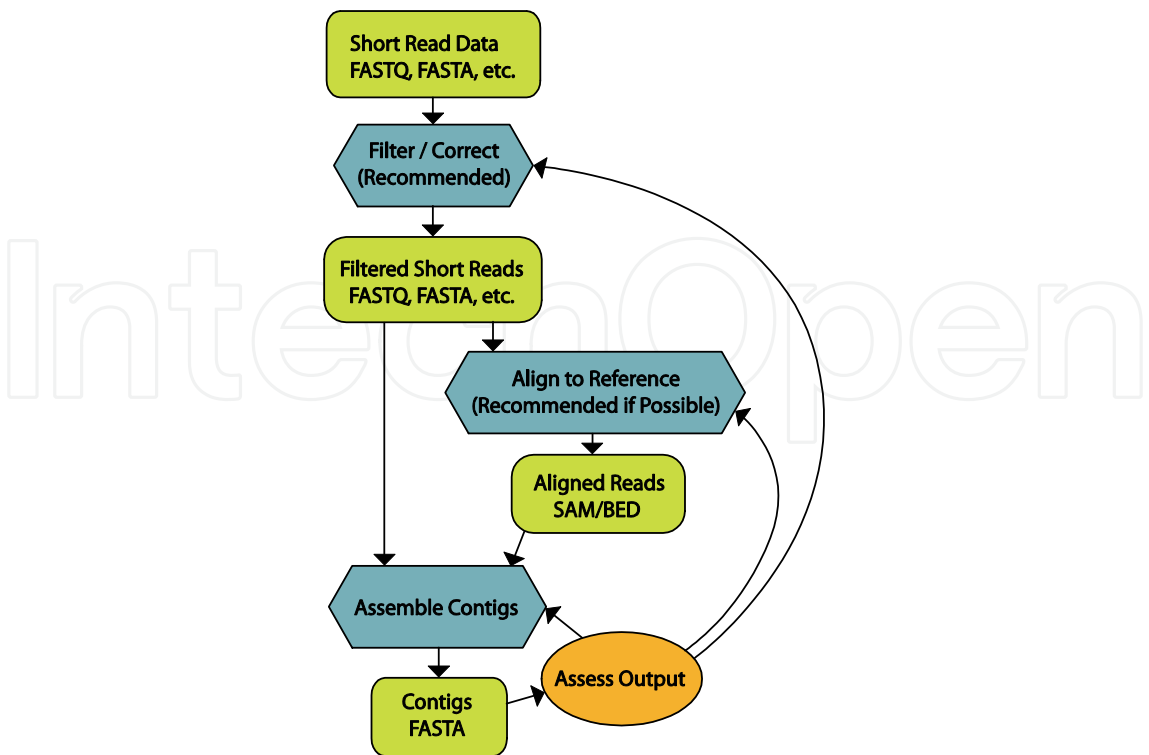 Short Read Data
FASTQ, FASTA, etc.
Filter / Correct
(Recommended)
Filtered Short Reads
FASTQ, FASTA, etc.
Align to Reference
(Recommended if Possible)
Aligned Reads
SAM/BED
Assemble Contigs
Assess Output
Contigs
FASTA
IntechOpen